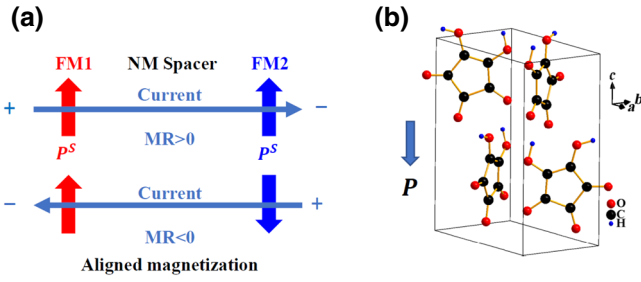 (a)
FM1 NM Spacer FM2
+ Current −
MR>0
P^S P^S
− Current +
MR<0
Aligned magnetization
(b)
c
b
a
P
O
C
H